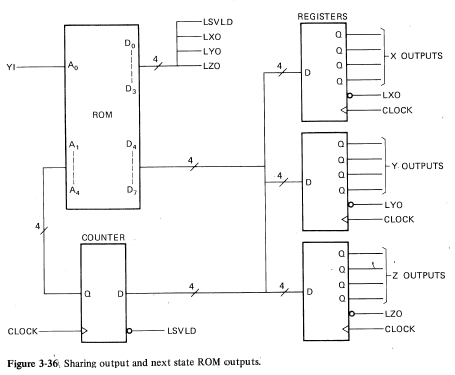 REGISTERS
LSVLD
LXO
LYO
LZO
YI
A0
D0
D3
ROM
A1
A4
D4
D7
4
4
4
4
4
4
4
D
Q
Q
Q
Q
X OUTPUTS
LXO
CLOCK
D
Q
Q
Q
Q
Y OUTPUTS
LYO
CLOCK
COUNTER
Q
D
CLOCK
LSVLD
D
Q
Q
Q
Q
Z OUTPUTS
LZO
CLOCK
Figure 3-36 Sharing output and next state ROM outputs.